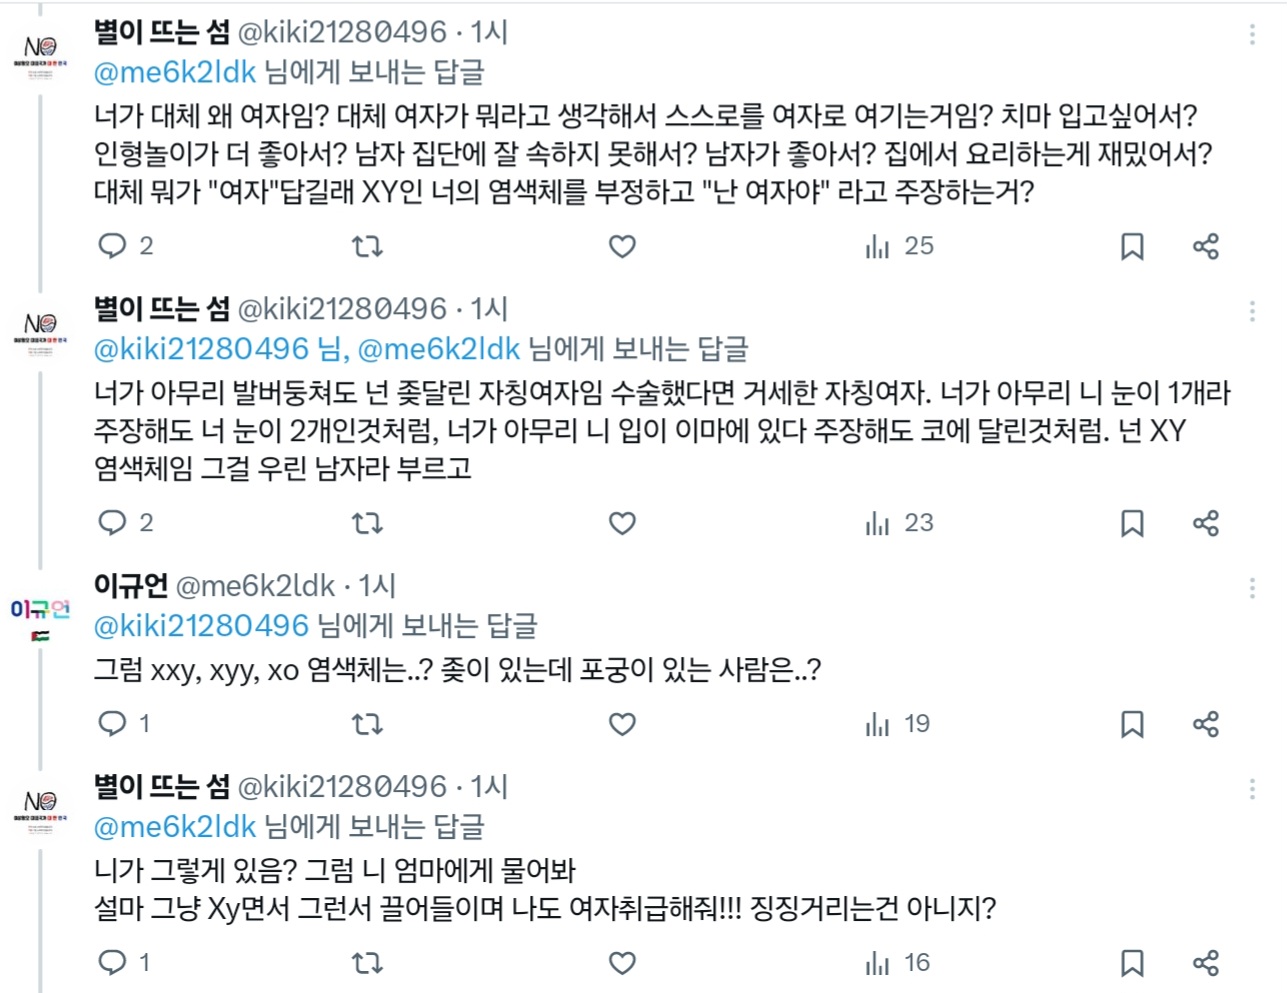 별이 뜨는 섬 @kiki21280496 · 1시
@me6k2ldk 님에게 보내는 답글
너가 대체 왜 여자임? 대체 여자가 뭐라고 생각해서 스스로를 여자로 여기는거임? 치마 입고싶어서?
인형놀이가 더 좋아서? 남자 집단에 잘 속하지 못해서? 남자가 좋아서? 집에서 요리하는게 재밌어서?
대체 뭐가 "여자"답길래 XY인 너의 염색체를 부정하고 "난 여자야" 라고 주장하는거?
2 25
별이 뜨는 섬 @kiki21280496 · 1시
@kiki21280496 님, @me6k2ldk 님에게 보내는 답글
너가 아무리 발버둥쳐도 넌 좆달린 자칭여자임 수술했다면 거세한 자칭여자. 너가 아무리 니 눈이 1개라
주장해도 너 눈이 2개인것처럼, 너가 아무리 니 입이 이마에 있다 주장해도 코에 달린것처럼. 넌 XY
염색체임 그걸 우린 남자라 부르고
2 23
이규언
이규언 @me6k2ldk · 1시
@kiki21280496 님에게 보내는 답글
그럼 xxy, xyy, xo 염색체는..? 좆이 있는데 포궁이 있는 사람은..?
1 19
별이 뜨는 섬 @kiki21280496 · 1시
@me6k2ldk 님에게 보내는 답글
니가 그렇게 있음? 그럼 니 엄마에게 물어봐
설마 그냥 Xy면서 그런서 끌어들이며 나도 여자취급해줘!!! 징징거리는건 아니지?
1 16